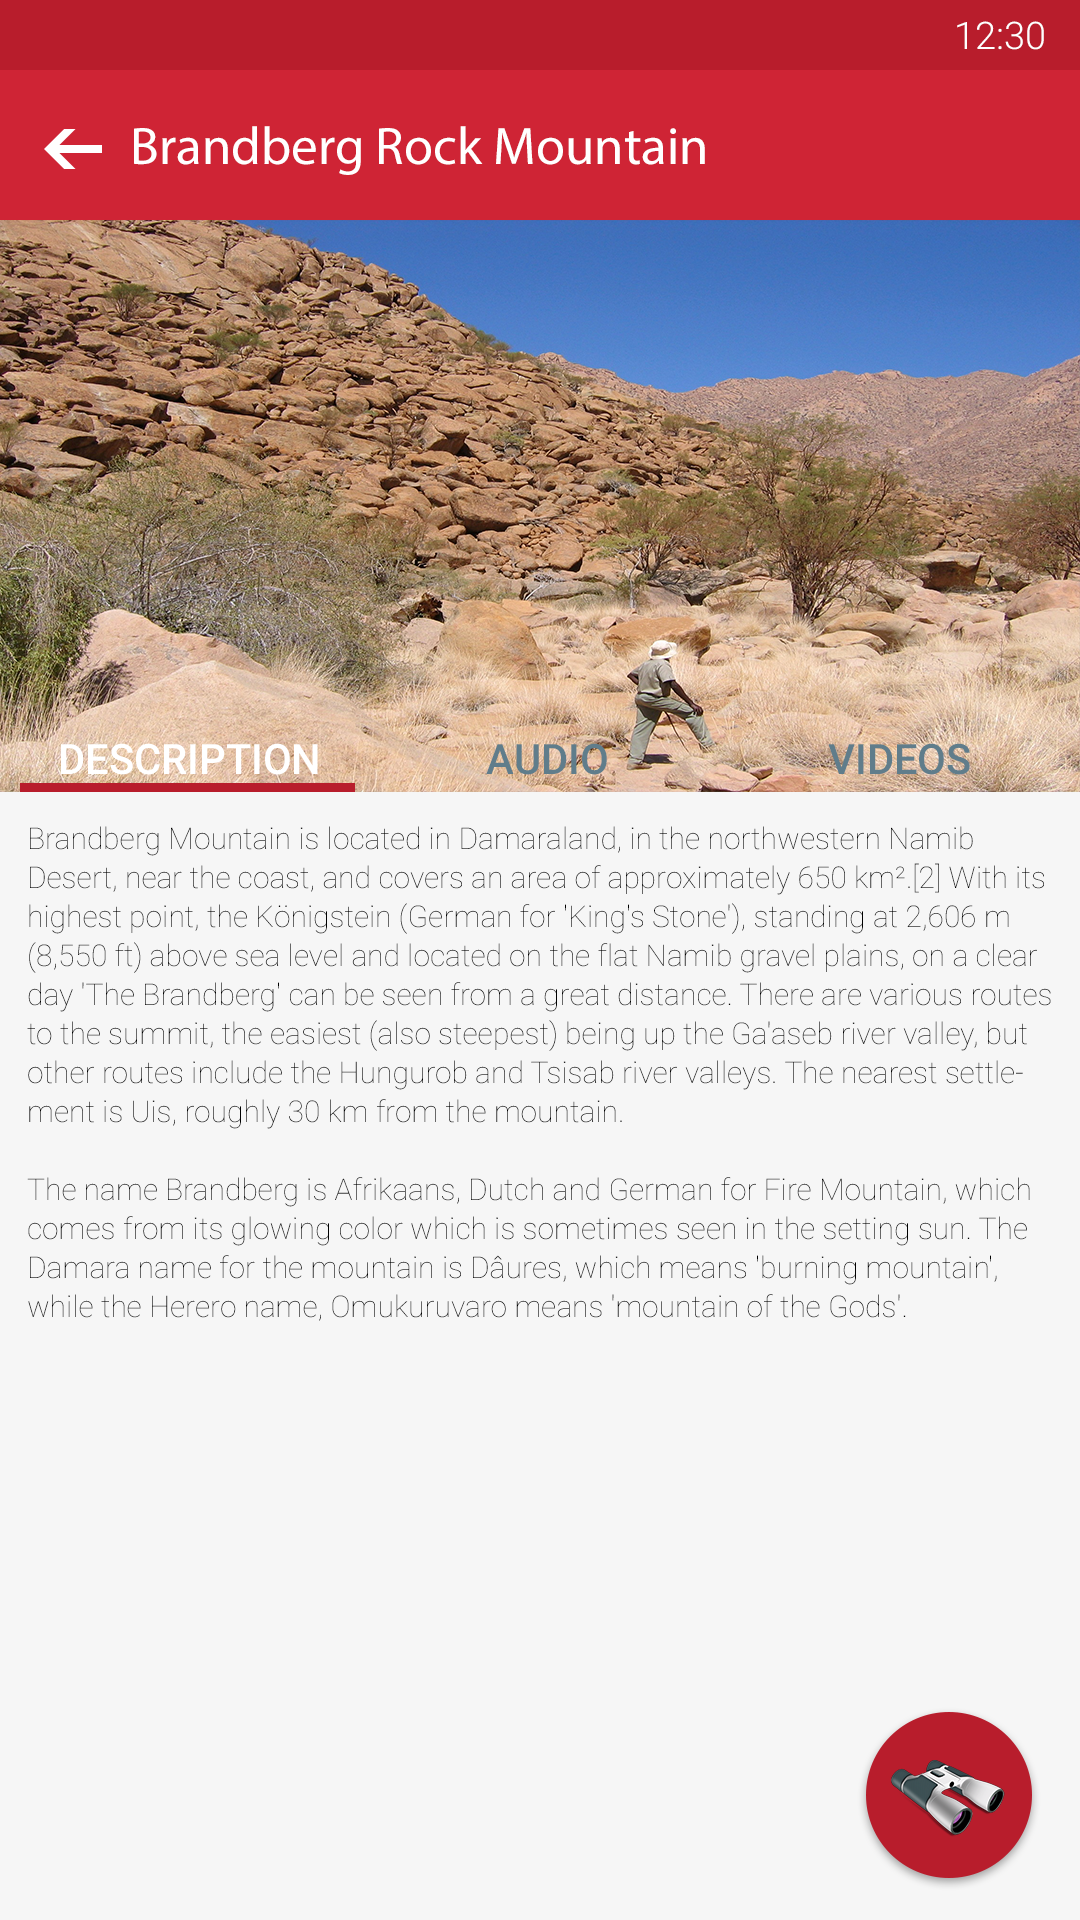 12:30
Brandberg Rock Mountain
DESCRIPTION AUDIO VIDEOS
Brandberg Mountain is located in Damaraland, in the northwestern Namib
Desert, near the coast, and covers an area of approximately 650 km².[2] With its
highest point, the Königstein (German for 'King's Stone'), standing at 2,606 m
(8,550 ft) above sea level and located on the flat Namib gravel plains, on a clear
day 'The Brandberg' can be seen from a great distance. There are various routes
to the summit, the easiest (also steepest) being up the Ga'aseb river valley, but
other routes include the Hungurob and Tsisab river valleys. The nearest settle-
ment is Uis, roughly 30 km from the mountain.
The name Brandberg is Afrikaans, Dutch and German for Fire Mountain, which
comes from its glowing color which is sometimes seen in the setting sun. The
Damara name for the mountain is Dâures, which means 'burning mountain',
while the Herero name, Omukuruvaro means 'mountain of the Gods'.